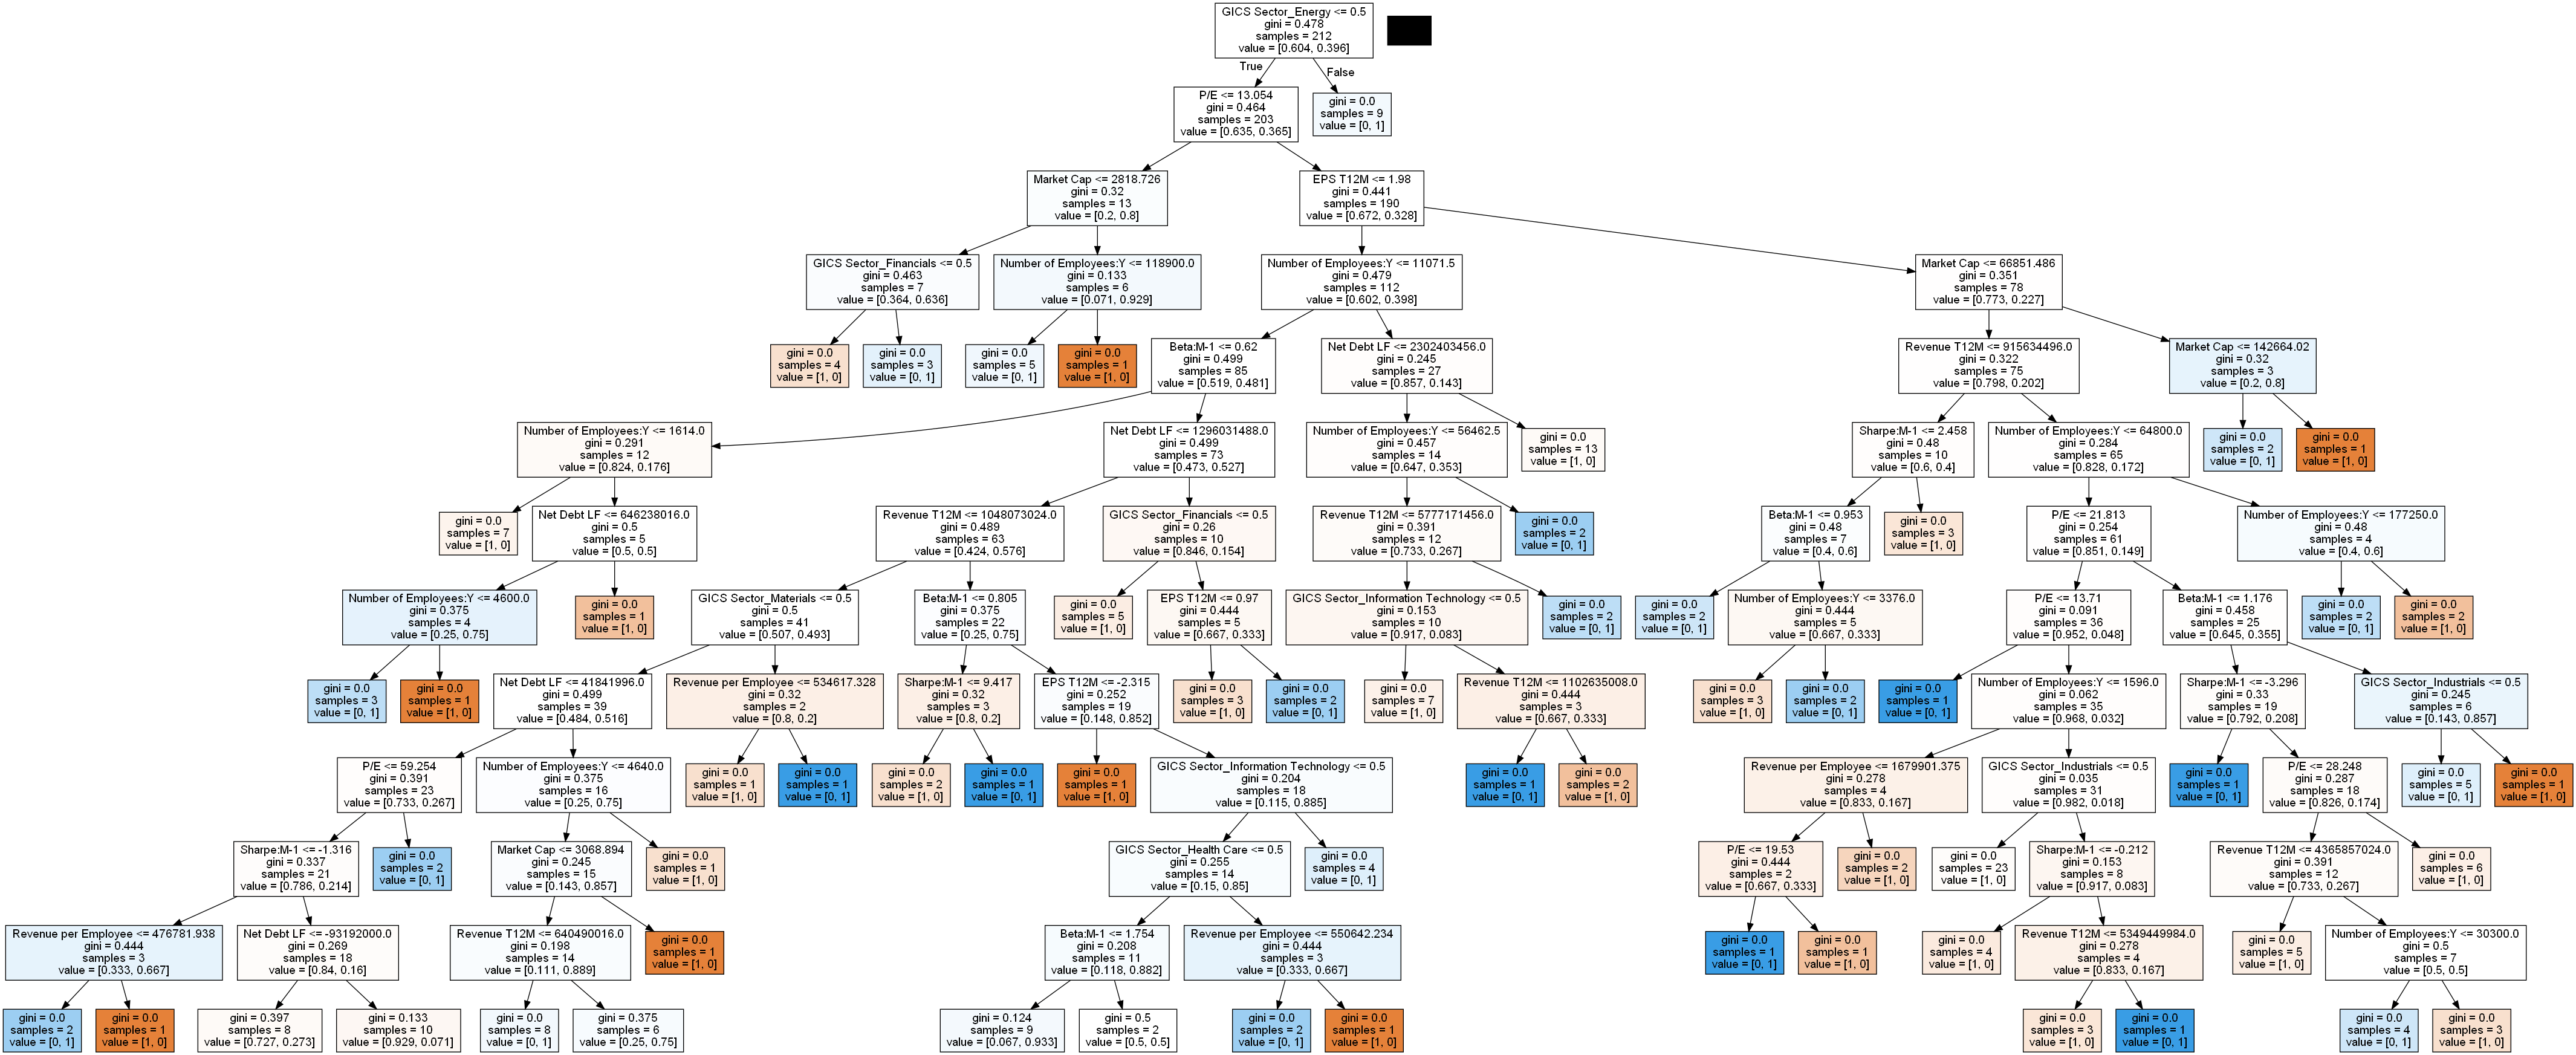 GICS Sector_Energy <= 0.5
gini = 0.478
samples = 212
value = [0.604, 0.396]
True
False
P/E <= 13.054
gini = 0.464
samples = 203
value = [0.635, 0.365]
gini = 0.0
samples = 9
value = [0, 1]
Market Cap <= 2818.726
gini = 0.32
samples = 13
value = [0.2, 0.8]
EPS T12M <= 1.98
gini = 0.441
samples = 190
value = [0.672, 0.328]
GICS Sector_Financials <= 0.5
gini = 0.463
samples = 7
value = [0.364, 0.636]
Number of Employees:Y <= 118900.0
gini = 0.133
samples = 6
value = [0.071, 0.929]
Number of Employees:Y <= 11071.5
gini = 0.479
samples = 112
value = [0.602, 0.398]
Market Cap <= 66851.486
gini = 0.351
samples = 78
value = [0.773, 0.227]
gini = 0.0
samples = 4
value = [1, 0]
gini = 0.0
samples = 3
value = [0, 1]
gini = 0.0
samples = 5
value = [0, 1]
gini = 0.0
samples = 1
value = [1, 0]
Beta:M-1 <= 0.62
gini = 0.499
samples = 85
value = [0.519, 0.481]
Net Debt LF <= 2302403456.0
gini = 0.245
samples = 27
value = [0.857, 0.143]
Revenue T12M <= 915634496.0
gini = 0.322
samples = 75
value = [0.798, 0.202]
Market Cap <= 142664.02
gini = 0.32
samples = 3
value = [0.2, 0.8]
Number of Employees:Y <= 1614.0
gini = 0.291
samples = 12
value = [0.824, 0.176]
Net Debt LF <= 1296031488.0
gini = 0.499
samples = 73
value = [0.473, 0.527]
Number of Employees:Y <= 56462.5
gini = 0.457
samples = 14
value = [0.647, 0.353]
gini = 0.0
samples = 13
value = [1, 0]
Sharpe:M-1 <= 2.458
gini = 0.48
samples = 10
value = [0.6, 0.4]
Number of Employees:Y <= 64800.0
gini = 0.284
samples = 65
value = [0.828, 0.172]
gini = 0.0
samples = 2
value = [0, 1]
gini = 0.0
samples = 1
value = [1, 0]
gini = 0.0
samples = 7
value = [1, 0]
Net Debt LF <= 646238016.0
gini = 0.5
samples = 5
value = [0.5, 0.5]
Revenue T12M <= 1048073024.0
gini = 0.489
samples = 63
value = [0.424, 0.576]
GICS Sector_Financials <= 0.5
gini = 0.26
samples = 10
value = [0.846, 0.154]
Revenue T12M <= 5777171456.0
gini = 0.391
samples = 12
value = [0.733, 0.267]
gini = 0.0
samples = 2
value = [0, 1]
Beta:M-1 <= 0.953
gini = 0.48
samples = 7
value = [0.4, 0.6]
gini = 0.0
samples = 3
value = [1, 0]
P/E <= 21.813
gini = 0.254
samples = 61
value = [0.851, 0.149]
Number of Employees:Y <= 177250.0
gini = 0.48
samples = 4
value = [0.4, 0.6]
Number of Employees:Y <= 4600.0
gini = 0.375
samples = 4
value = [0.25, 0.75]
gini = 0.0
samples = 1
value = [1, 0]
GICS Sector_Materials <= 0.5
gini = 0.5
samples = 41
value = [0.507, 0.493]
Beta:M-1 <= 0.805
gini = 0.375
samples = 22
value = [0.25, 0.75]
gini = 0.0
samples = 5
value = [1, 0]
EPS T12M <= 0.97
gini = 0.444
samples = 5
value = [0.667, 0.333]
GICS Sector_Information Technology <= 0.5
gini = 0.153
samples = 10
value = [0.917, 0.083]
gini = 0.0
samples = 2
value = [0, 1]
gini = 0.0
samples = 2
value = [0, 1]
Number of Employees:Y <= 3376.0
gini = 0.444
samples = 5
value = [0.667, 0.333]
P/E <= 13.71
gini = 0.091
samples = 36
value = [0.952, 0.048]
Beta:M-1 <= 1.176
gini = 0.458
samples = 25
value = [0.645, 0.355]
gini = 0.0
samples = 2
value = [0, 1]
gini = 0.0
samples = 2
value = [1, 0]
gini = 0.0
samples = 3
value = [0, 1]
gini = 0.0
samples = 1
value = [1, 0]
Net Debt LF <= 41841996.0
gini = 0.499
samples = 39
value = [0.484, 0.516]
Revenue per Employee <= 534617.328
gini = 0.32
samples = 2
value = [0.8, 0.2]
Sharpe:M-1 <= 9.417
gini = 0.32
samples = 3
value = [0.8, 0.2]
EPS T12M <= -2.315
gini = 0.252
samples = 19
value = [0.148, 0.852]
gini = 0.0
samples = 3
value = [1, 0]
gini = 0.0
samples = 2
value = [0, 1]
gini = 0.0
samples = 7
value = [1, 0]
Revenue T12M <= 1102635008.0
gini = 0.444
samples = 3
value = [0.667, 0.333]
gini = 0.0
samples = 3
value = [1, 0]
gini = 0.0
samples = 2
value = [0, 1]
gini = 0.0
samples = 1
value = [0, 1]
Number of Employees:Y <= 1596.0
gini = 0.062
samples = 35
value = [0.968, 0.032]
Sharpe:M-1 <= -3.296
gini = 0.33
samples = 19
value = [0.792, 0.208]
GICS Sector_Industrials <= 0.5
gini = 0.245
samples = 6
value = [0.143, 0.857]
P/E <= 59.254
gini = 0.391
samples = 23
value = [0.733, 0.267]
Number of Employees:Y <= 4640.0
gini = 0.375
samples = 16
value = [0.25, 0.75]
gini = 0.0
samples = 1
value = [1, 0]
gini = 0.0
samples = 1
value = [0, 1]
gini = 0.0
samples = 2
value = [1, 0]
gini = 0.0
samples = 1
value = [0, 1]
gini = 0.0
samples = 1
value = [1, 0]
GICS Sector_Information Technology <= 0.5
gini = 0.204
samples = 18
value = [0.115, 0.885]
gini = 0.0
samples = 1
value = [0, 1]
gini = 0.0
samples = 2
value = [1, 0]
Revenue per Employee <= 1679901.375
gini = 0.278
samples = 4
value = [0.833, 0.167]
GICS Sector_Industrials <= 0.5
gini = 0.035
samples = 31
value = [0.982, 0.018]
gini = 0.0
samples = 1
value = [0, 1]
P/E <= 28.248
gini = 0.287
samples = 18
value = [0.826, 0.174]
gini = 0.0
samples = 5
value = [0, 1]
gini = 0.0
samples = 1
value = [1, 0]
Sharpe:M-1 <= -1.316
gini = 0.337
samples = 21
value = [0.786, 0.214]
gini = 0.0
samples = 2
value = [0, 1]
Market Cap <= 3068.894
gini = 0.245
samples = 15
value = [0.143, 0.857]
gini = 0.0
samples = 1
value = [1, 0]
GICS Sector_Health Care <= 0.5
gini = 0.255
samples = 14
value = [0.15, 0.85]
gini = 0.0
samples = 4
value = [0, 1]
P/E <= 19.53
gini = 0.444
samples = 2
value = [0.667, 0.333]
gini = 0.0
samples = 2
value = [1, 0]
gini = 0.0
samples = 23
value = [1, 0]
Sharpe:M-1 <= -0.212
gini = 0.153
samples = 8
value = [0.917, 0.083]
Revenue T12M <= 4365857024.0
gini = 0.391
samples = 12
value = [0.733, 0.267]
gini = 0.0
samples = 6
value = [1, 0]
Revenue per Employee <= 476781.938
gini = 0.444
samples = 3
value = [0.333, 0.667]
Net Debt LF <= -93192000.0
gini = 0.269
samples = 18
value = [0.84, 0.16]
Revenue T12M <= 640490016.0
gini = 0.198
samples = 14
value = [0.111, 0.889]
gini = 0.0
samples = 1
value = [1, 0]
Beta:M-1 <= 1.754
gini = 0.208
samples = 11
value = [0.118, 0.882]
Revenue per Employee <= 550642.234
gini = 0.444
samples = 3
value = [0.333, 0.667]
gini = 0.0
samples = 1
value = [0, 1]
gini = 0.0
samples = 1
value = [1, 0]
gini = 0.0
samples = 4
value = [1, 0]
Revenue T12M <= 5349449984.0
gini = 0.278
samples = 4
value = [0.833, 0.167]
gini = 0.0
samples = 5
value = [1, 0]
Number of Employees:Y <= 30300.0
gini = 0.5
samples = 7
value = [0.5, 0.5]
gini = 0.0
samples = 2
value = [0, 1]
gini = 0.0
samples = 1
value = [1, 0]
gini = 0.397
samples = 8
value = [0.727, 0.273]
gini = 0.133
samples = 10
value = [0.929, 0.071]
gini = 0.0
samples = 8
value = [0, 1]
gini = 0.375
samples = 6
value = [0.25, 0.75]
gini = 0.124
samples = 9
value = [0.067, 0.933]
gini = 0.5
samples = 2
value = [0.5, 0.5]
gini = 0.0
samples = 2
value = [0, 1]
gini = 0.0
samples = 1
value = [1, 0]
gini = 0.0
samples = 3
value = [1, 0]
gini = 0.0
samples = 1
value = [0, 1]
gini = 0.0
samples = 4
value = [0, 1]
gini = 0.0
samples = 3
value = [1, 0]